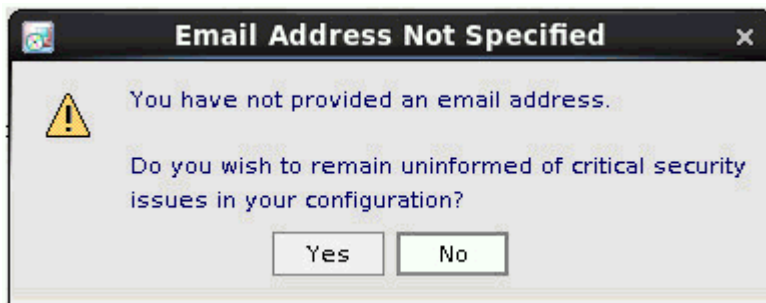 Email Address Not Specified
You have not provided an email address.
Do you wish to remain uninformed of critical security
issues in your configuration?
Yes No